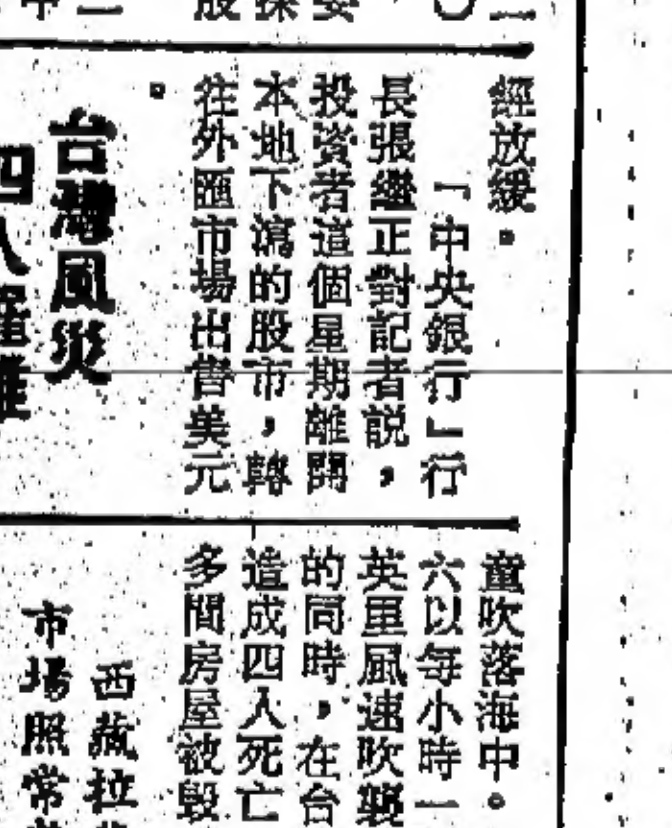 經放緩。
「中央銀行」行
長張繼正對記者說，
投資者這個星期離開
本地下瀉的股市，轉
往外匯市場出售美元
。
台灣風災
四人罹難
童吹落海中。
六以每小時一
英里風速吹襲
的同時，在台
造成四人死亡
多間房屋被毀
西藏拉
市場照常